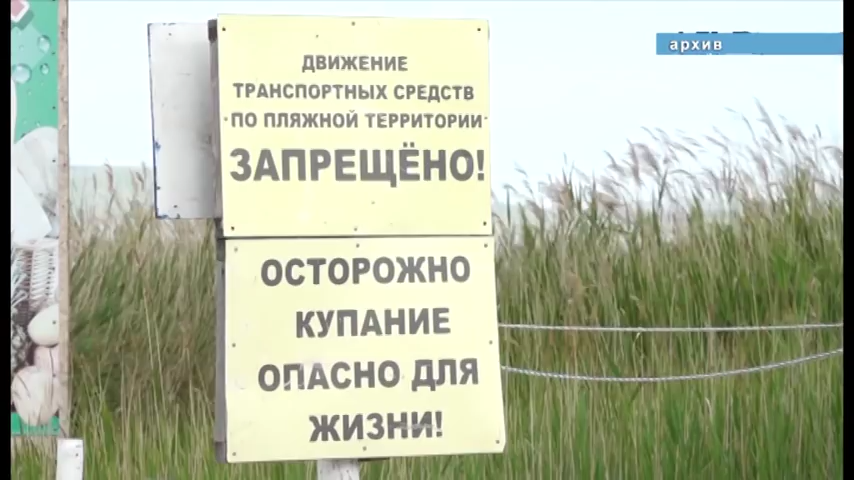 архив
ДВИЖЕНИЕ
ТРАНСПОРТНЫХ СРЕДСТВ
ПО ПЛЯЖНОЙ ТЕРРИТОРИИ
ЗАПРЕЩЁНО!
ОСТОРОЖНО
КУПАНИЕ
ОПАСНО ДЛЯ
ЖИЗНИ!